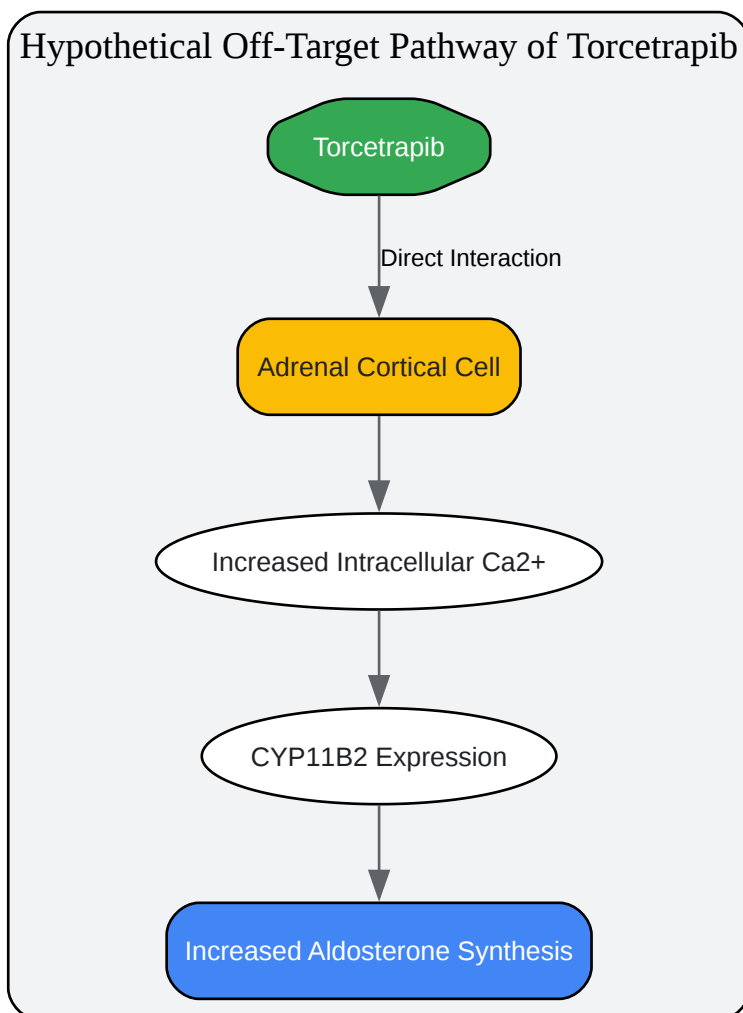 Hypothetical Off-Target Pathway of Torcetrapib
Torcetrapib
Direct Interaction
Adrenal Cortical Cell
Increased Intracellular Ca2+
CYP11B2 Expression
Increased Aldosterone Synthesis